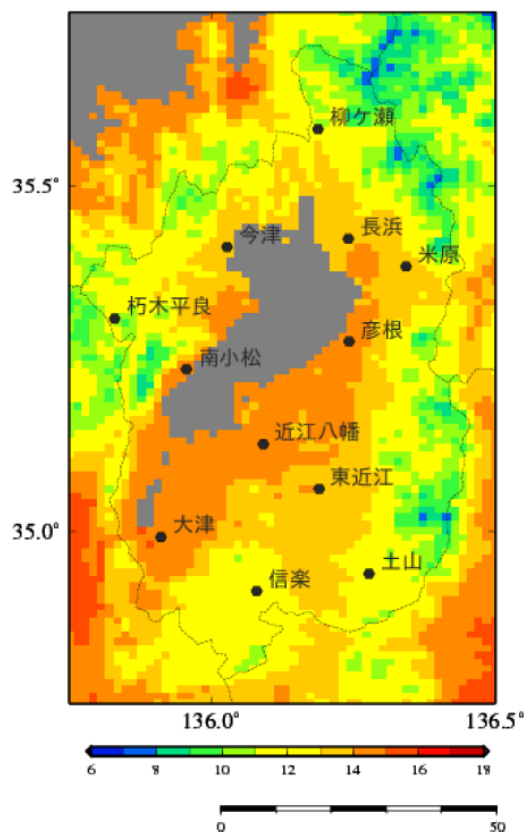 柳ケ瀬
35.5°
今津
長浜
米原
朽木平良
彦根
南小松
近江八幡
東近江
35.0°
大津
土山
信楽
136.0°
136.5°
6 8 10 12 14 16 18
0 50